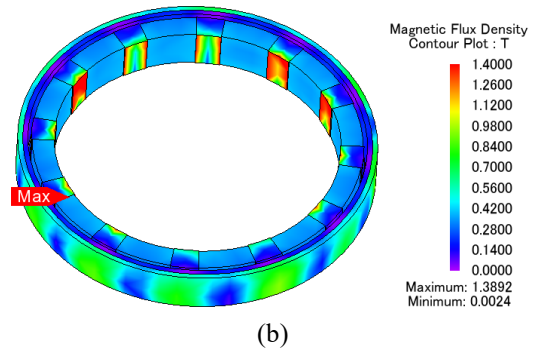 Magnetic Flux Density
Contour Plot : T
1.4000
1.2600
1.1200
0.9800
0.8400
0.7000
0.5600
0.4200
0.2800
0.1400
0.0000
Maximum: 1.3892
Minimum: 0.0024
Max
(b)